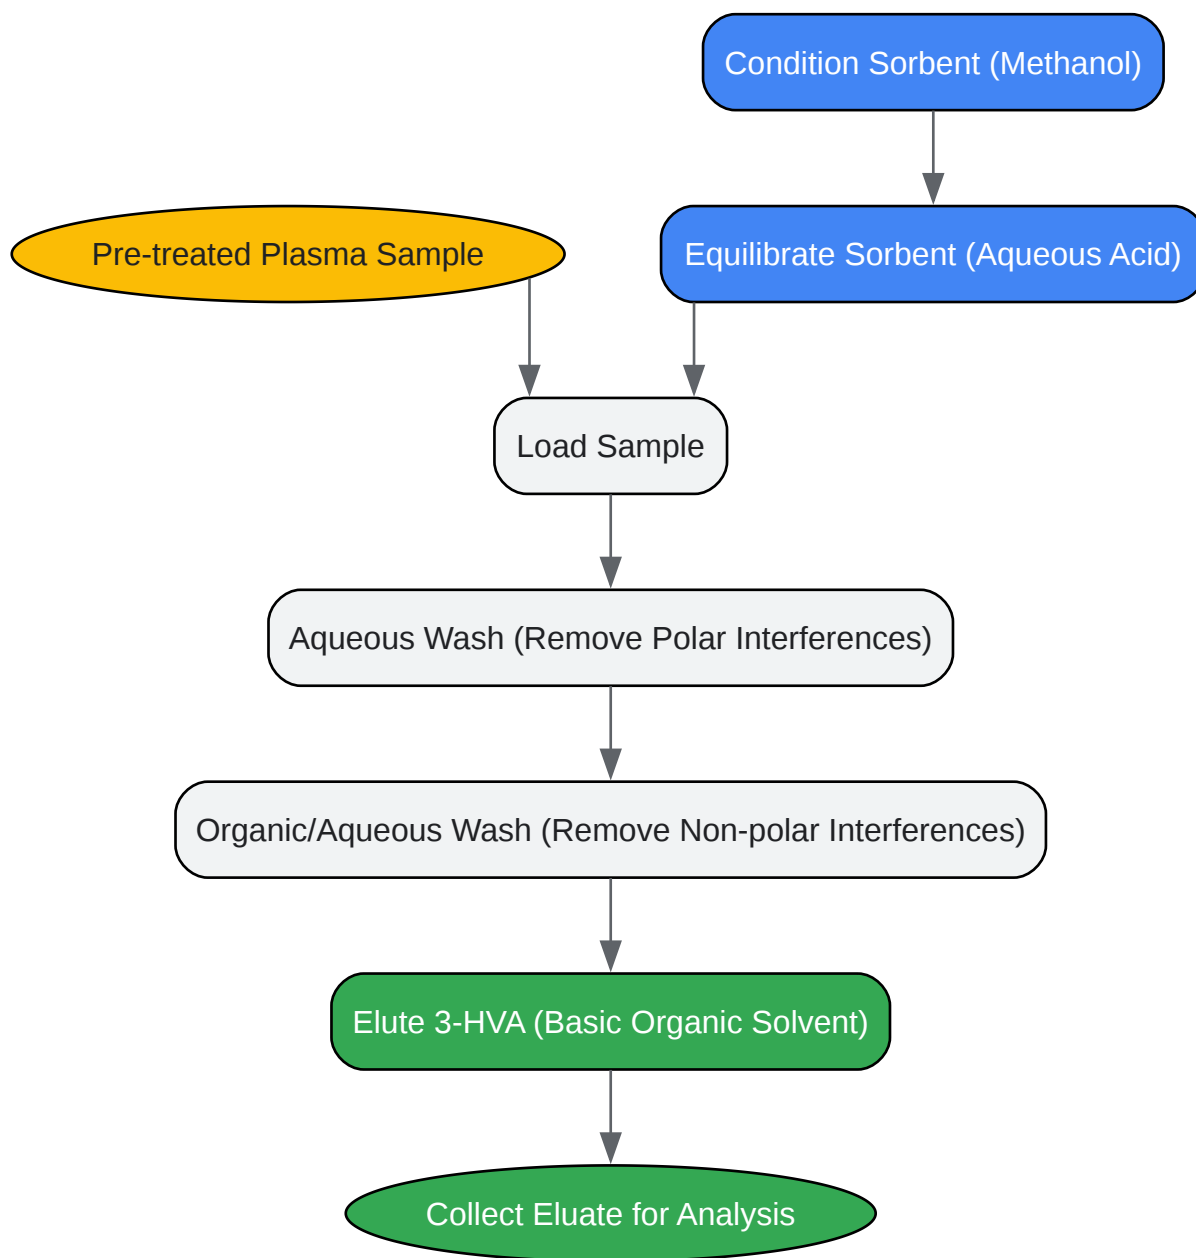 Condition Sorbent (Methanol)
Pre-treated Plasma Sample
Equilibrate Sorbent (Aqueous Acid)
Load Sample
Aqueous Wash (Remove Polar Interferences)
Organic/Aqueous Wash (Remove Non-polar Interferences)
Elute 3-HVA (Basic Organic Solvent)
Collect Eluate for Analysis